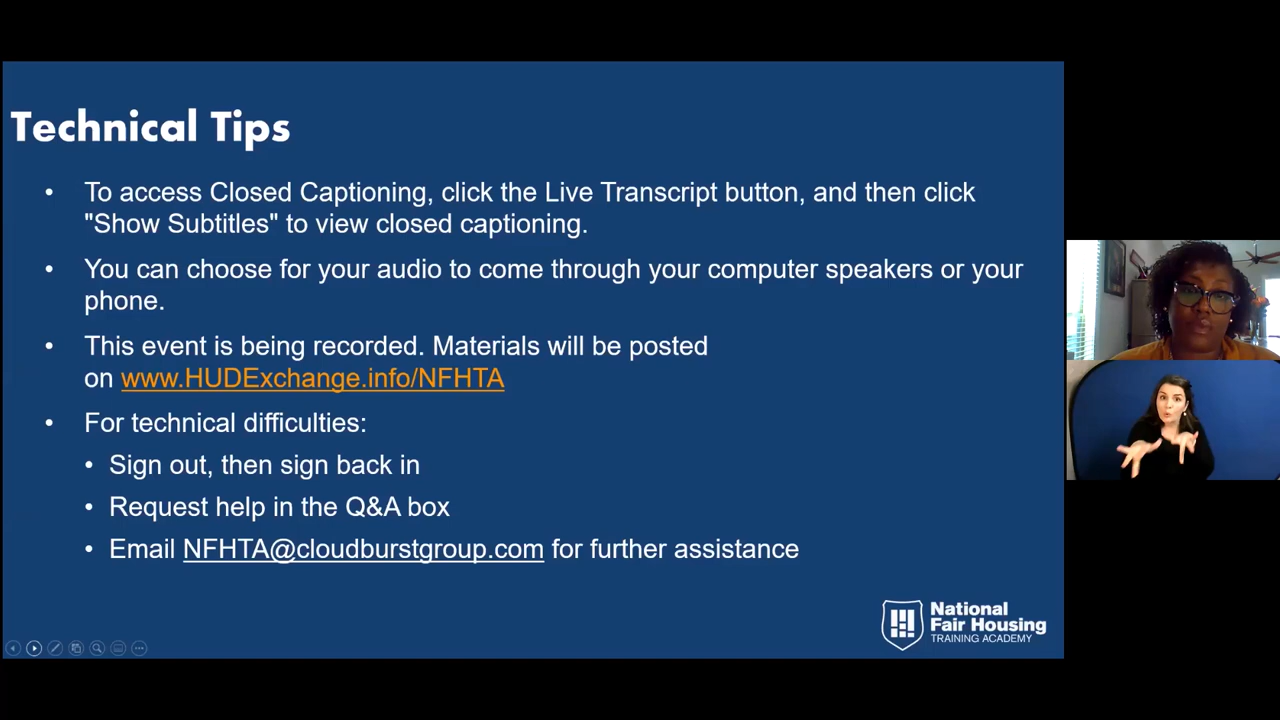 Technical Tips
• To access Closed Captioning, click the Live Transcript button, and then click
"Show Subtitles" to view closed captioning.
• You can choose for your audio to come through your computer speakers or your
phone.
• This event is being recorded. Materials will be posted
on www.HUDExchange.info/NFHTA
• For technical difficulties:
• Sign out, then sign back in
• Request help in the Q&A box
• Email NFHTA@cloudburstgroup.com for further assistance
National
Fair Housing
TRAINING ACADEMY